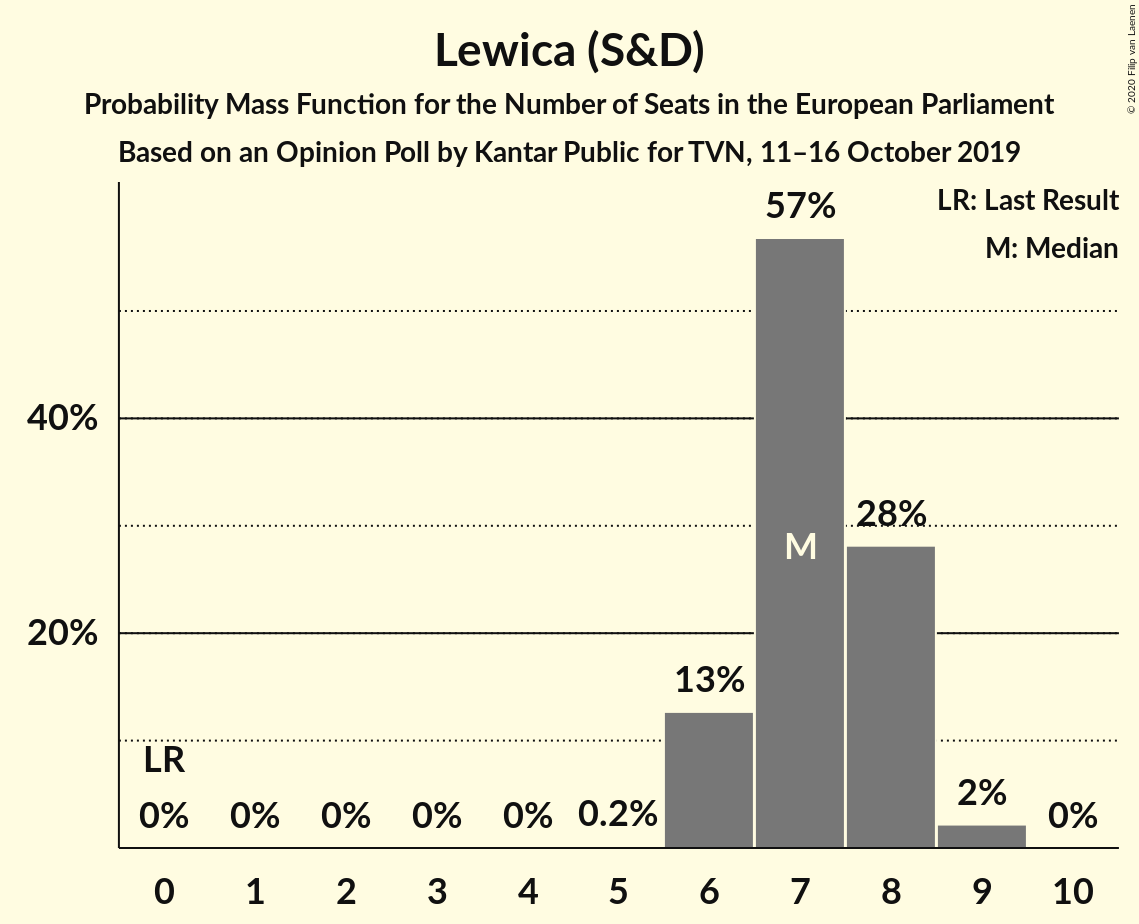 Lewica (S&D)
Probability Mass Function for the Number of Seats in the European Parliament
Based on an Opinion Poll by Kantar Public for TVN, 11–16 October 2019
© 2020 Filip van Laenen
LR: Last Result
M: Median
57%
40%
28%
M
20%
13%
LR
0% 0% 0% 0% 0% 0.2% 2% 0%
0 1 2 3 4 5 6 7 8 9 10